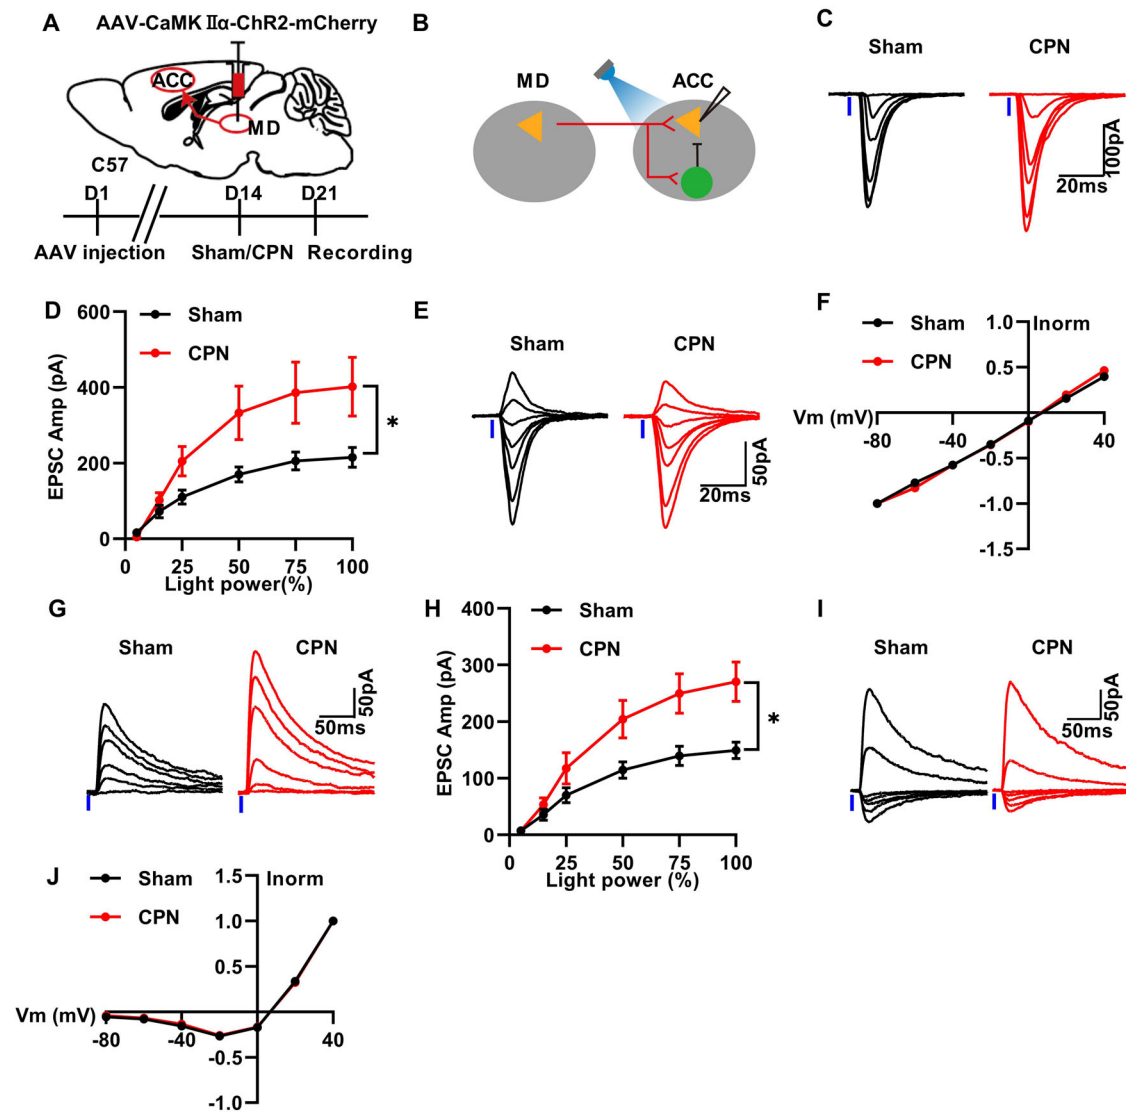 A
AAV-CaMK IIα-ChR2-mCherry
ACC
MD
C57
D1
D14
D21
AAV injection
Sham/CPN
Recording
B
MD
ACC
C
Sham
CPN
100pA
20ms
D
Sham
CPN
EPSC Amp (pA)
600
400
200
0
*
0
25
50
75
100
Light power(%)
E
Sham
CPN
50pA
20ms
F
Sham
CPN
Inorm
1.0
0.5
Vm (mV)
-80
-40
40
-0.5
-1.0
-1.5
G
Sham
CPN
50pA
50ms
H
Sham
CPN
EPSC Amp (pA)
400
300
200
100
0
*
0
25
50
75
100
Light power (%)
I
Sham
CPN
50pA
50ms
J
Sham
CPN
Inorm
1.5
1.0
0.5
Vm (mV)
-80
-40
40
-0.5
-1.0